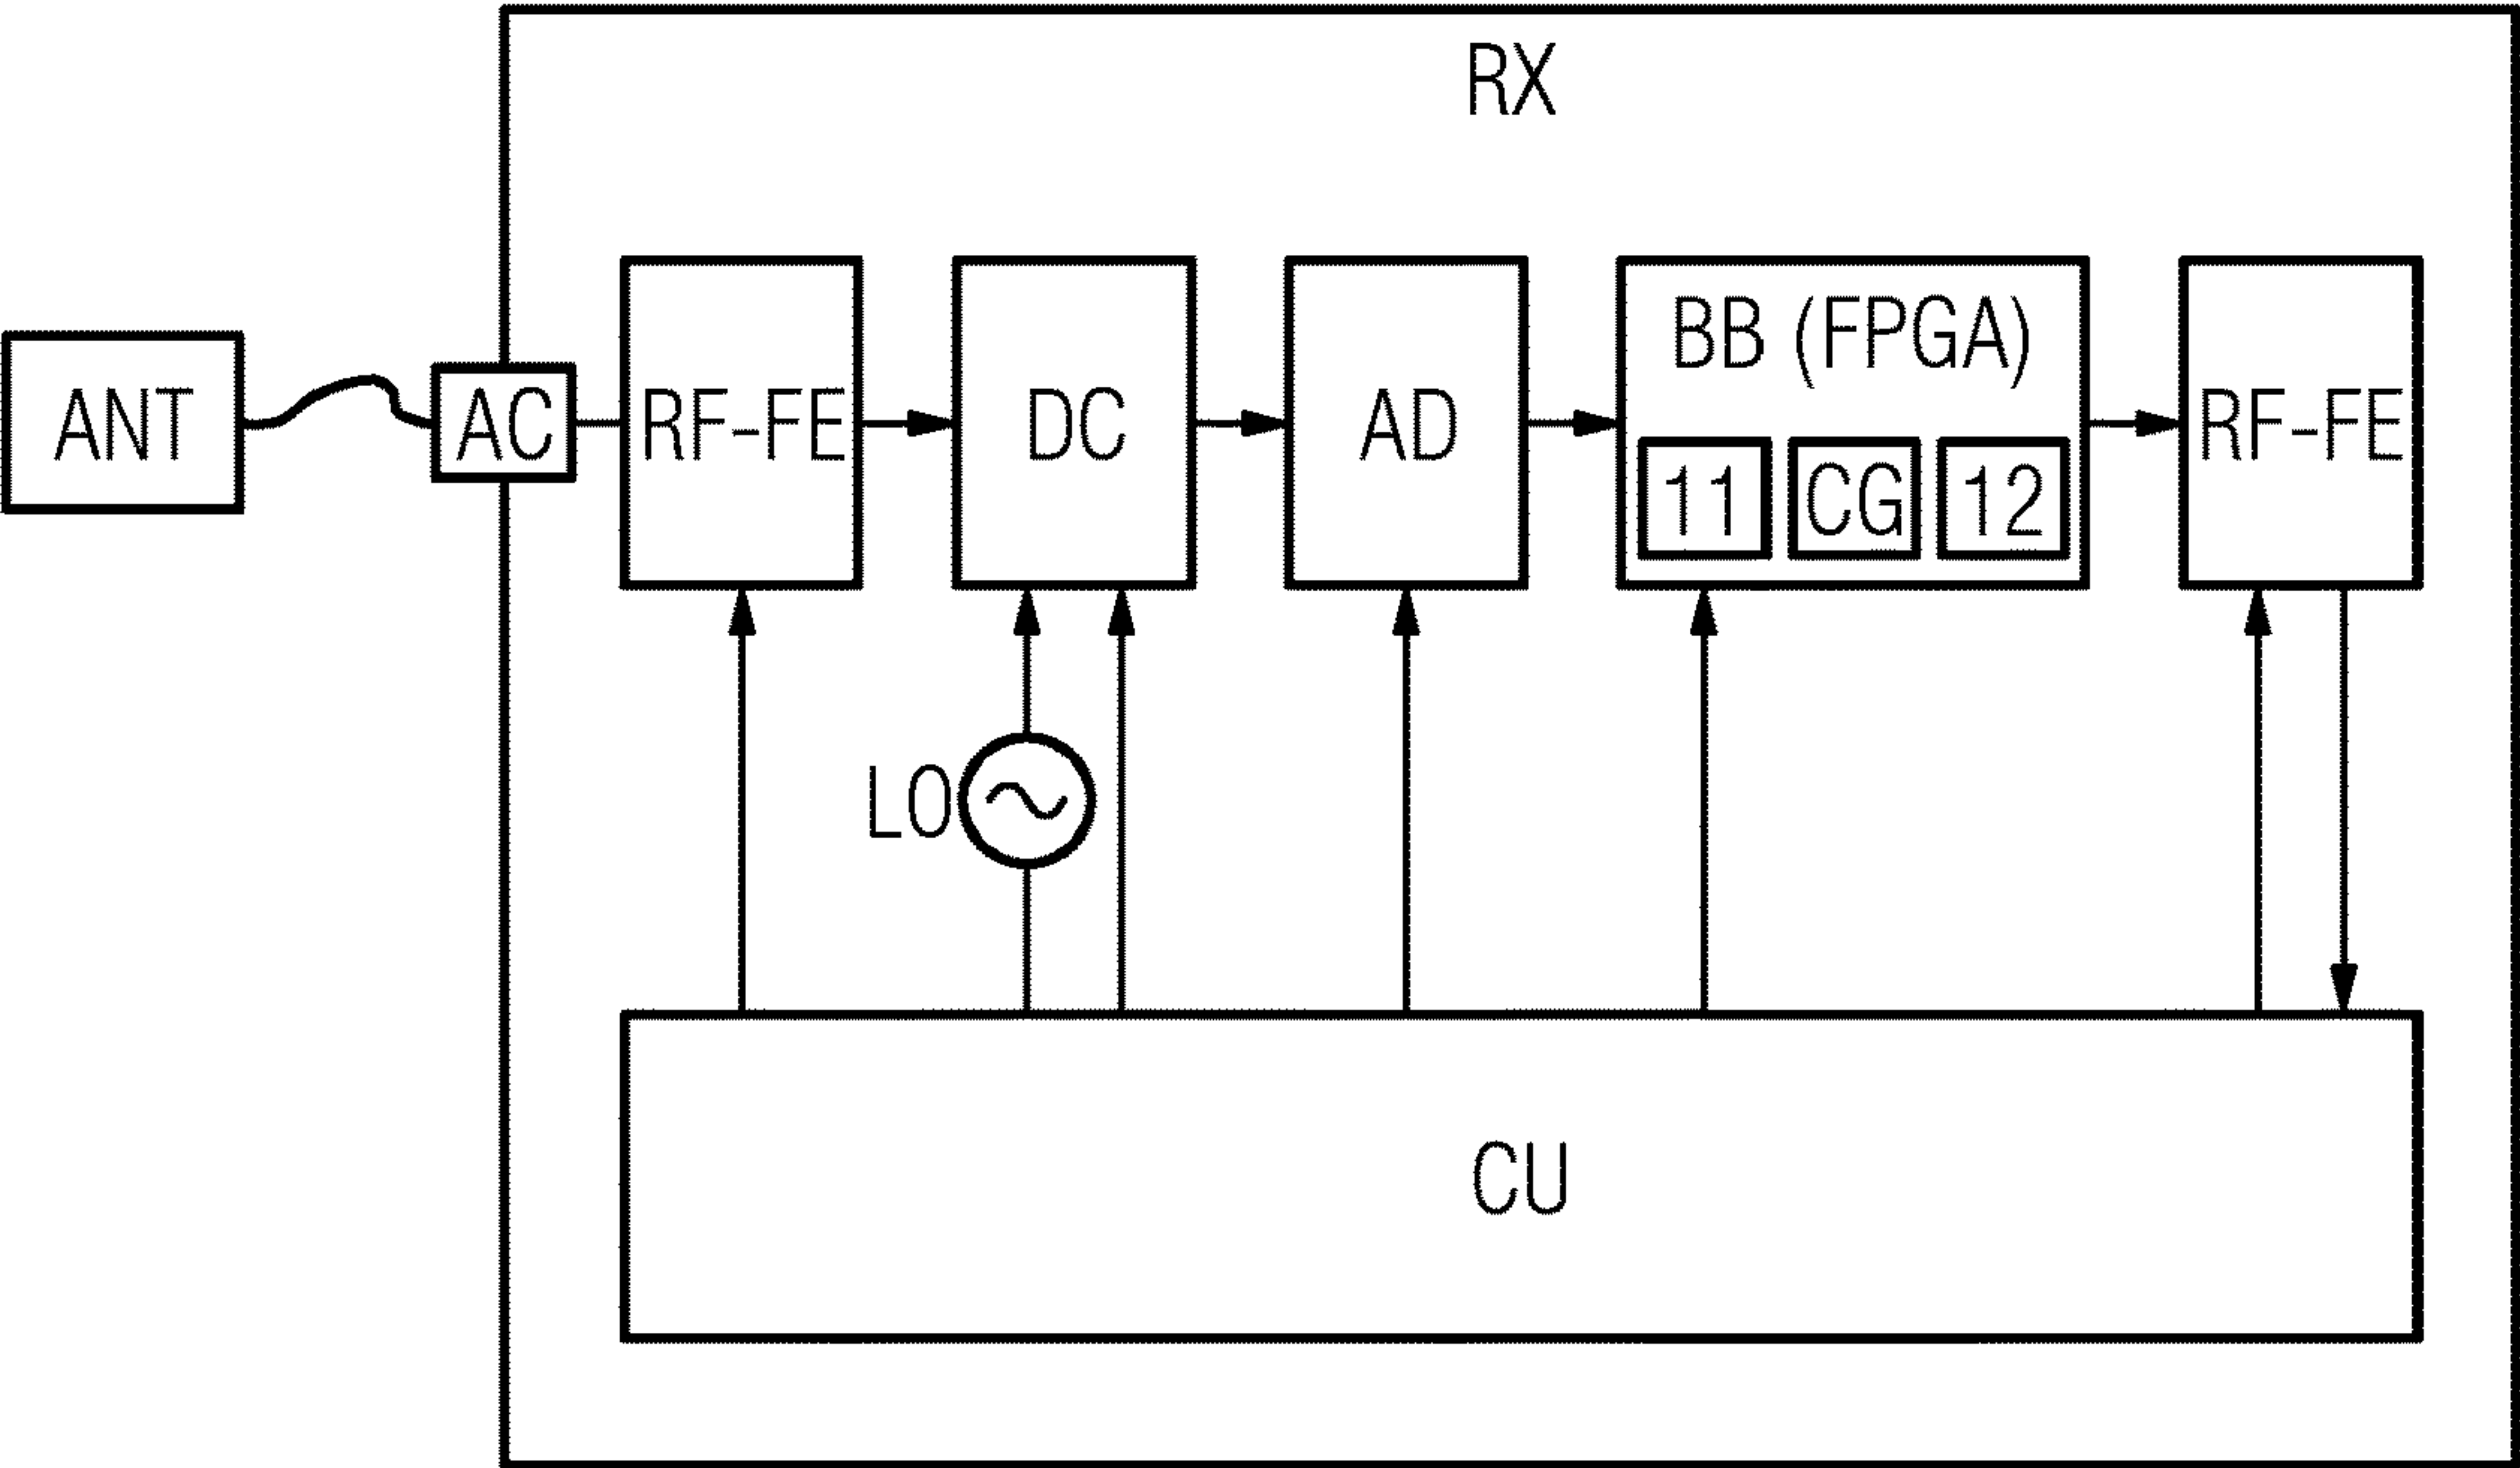 RX
ANT
AC
RF-FE
DC
AD
BB (FPGA)
11
CG
12
RF-FE
LO
CU